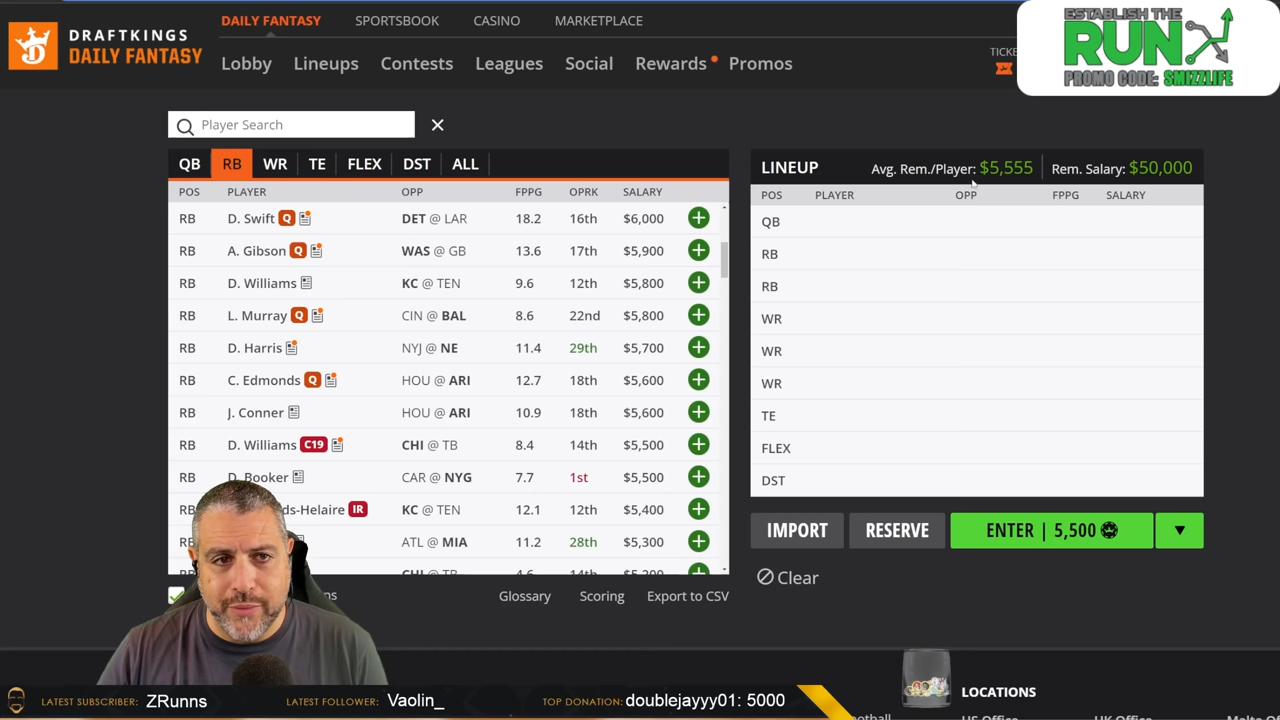 DAILY FANTASY SPORTSBOOK CASINO MARKETPLACE
DRAFTKINGS
DAILY FANTASY
Lobby Lineups Contests Leagues Social Rewards Promos
ESTABLISH THE
RUN
PROMO CODE: SMIZZLIFE
Player Search
QB RB WR TE FLEX DST ALL
POS PLAYER OPP FPPG OPRK SALARY
RB D. Swift Q DET @ LAR 18.2 16th $6,000
RB A. Gibson Q WAS @ GB 13.6 17th $5,900
RB D. Williams KC @ TEN 9.6 12th $5,800
RB L. Murray Q CIN @ BAL 8.6 22nd $5,800
RB D. Harris NYJ @ NE 11.4 29th $5,700
RB C. Edmonds Q HOU @ ARI 12.7 18th $5,600
RB J. Conner HOU @ ARI 10.9 18th $5,600
RB D. Williams C19 CHI @ TB 8.4 14th $5,500
RB D. Booker CAR @ NYG 7.7 1st $5,500
ds-Helaire IR KC @ TEN 12.1 12th $5,400
ATL @ MIA 11.2 28th $5,300
Glossary Scoring Export to CSV
LINEUP Avg. Rem./Player: $5,555 Rem. Salary: $50,000
POS PLAYER OPP FPPG SALARY
QB
RB
RB
WR
WR
WR
TE
FLEX
DST
IMPORT RESERVE ENTER | 5,500
Clear
LOCATIONS
LATEST SUBSCRIBER: ZRunns LATEST FOLLOWER: Vaolin_ TOP DONATION: doublejayyy01: 5000